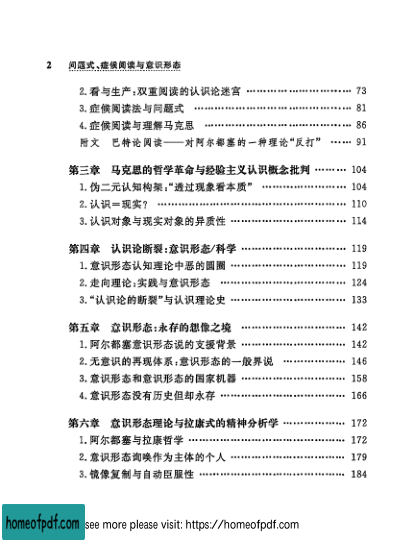 2 问题式、症候阅读与意识形态
2.看与生产:双重阅读的认识论迷宫 …………………………… 73
3.症候阅读法与问题式 …………………………………… 81
4.症候阅读与理解马克思 …………………………………… 86
附文 巴特论阅读——对阿尔都塞的一种理论“反打” …… 91
第三章 马克思的哲学革命与经验主义认识概念批判 ……… 104
1.伪二元认知构架:“透过现象看本质” …………………… 104
2.认识=现实? …………………………………………… 110
3.认识对象与现实对象的异质性 …………………………… 114
第四章 认识论断裂:意识形态/科学 …………………………… 119
1.意识形态认知理论中恶的圆圈 …………………………… 119
2.走向理论:实践与意识形态 ……………………………… 124
3.“认识论的断裂”与认识理论史 …………………………… 133
第五章 意识形态:永存的想像之境 …………………………… 142
1.阿尔都塞意识形态说的支援背景 ………………………… 142
2.无意识的再现体系:意识形态的一般界说 ……………… 146
3.意识形态和意识形态的国家机器 ………………………… 158
4.意识形态没有历史但却永存 ……………………………… 166
第六章 意识形态理论与拉康式的精神分析学 ……………… 172
1.阿尔都塞与拉康哲学 …………………………………… 172
2.意识形态询唤作为主体的个人 …………………………… 179
3.镜像复制与自动臣服性 …………………………………… 184
homeofpdf.com see more please visit: https://homeofpdf.com